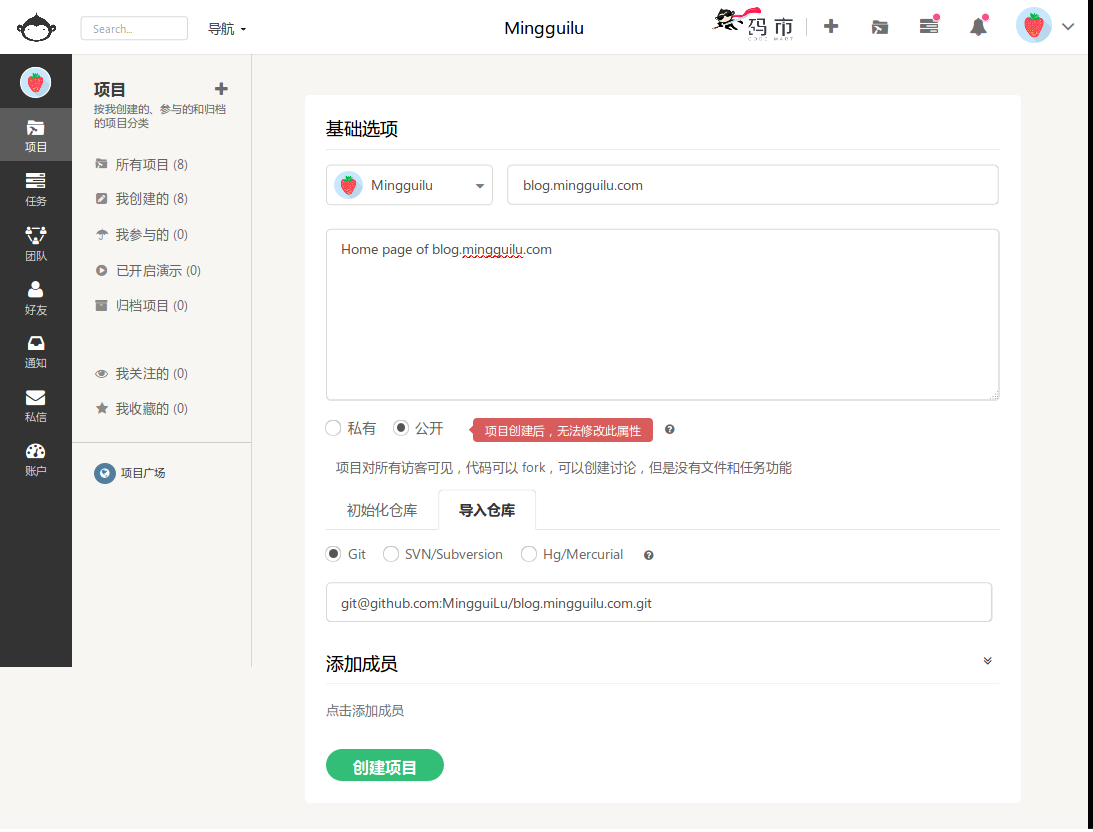 Search...
导航
Mingguilu
码市
CODE MART
项目
任务
团队
好友
通知
私信
账户
项目
按我创建的、参与的和归档
的项目分类
所有项目 (8)
我创建的 (8)
我参与的 (0)
已开启演示 (0)
归档项目 (0)
我关注的 (0)
我收藏的 (0)
项目广场
基础选项
Mingguilu
blog.mingguilu.com
Home page of blog.mingguilu.com
私有 公开 项目创建后，无法修改此属性
项目对所有访客可见，代码可以 fork，可以创建讨论，但是没有文件和任务功能
初始化仓库 导入仓库
Git SVN/Subversion Hg/Mercurial
git@github.com:MingguiLu/blog.mingguilu.com.git
添加成员
点击添加成员
创建项目